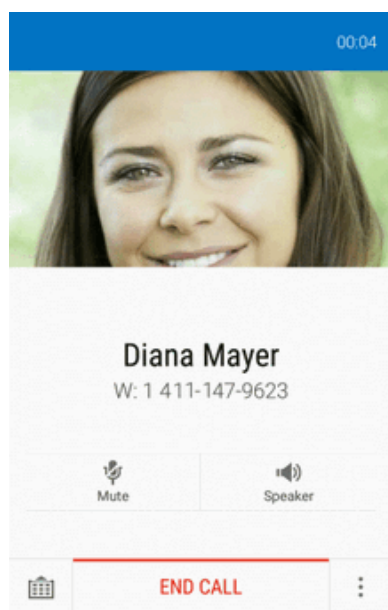 00:04
Diana Mayer
W: 1 411-147-9623
Mute
Speaker
END CALL